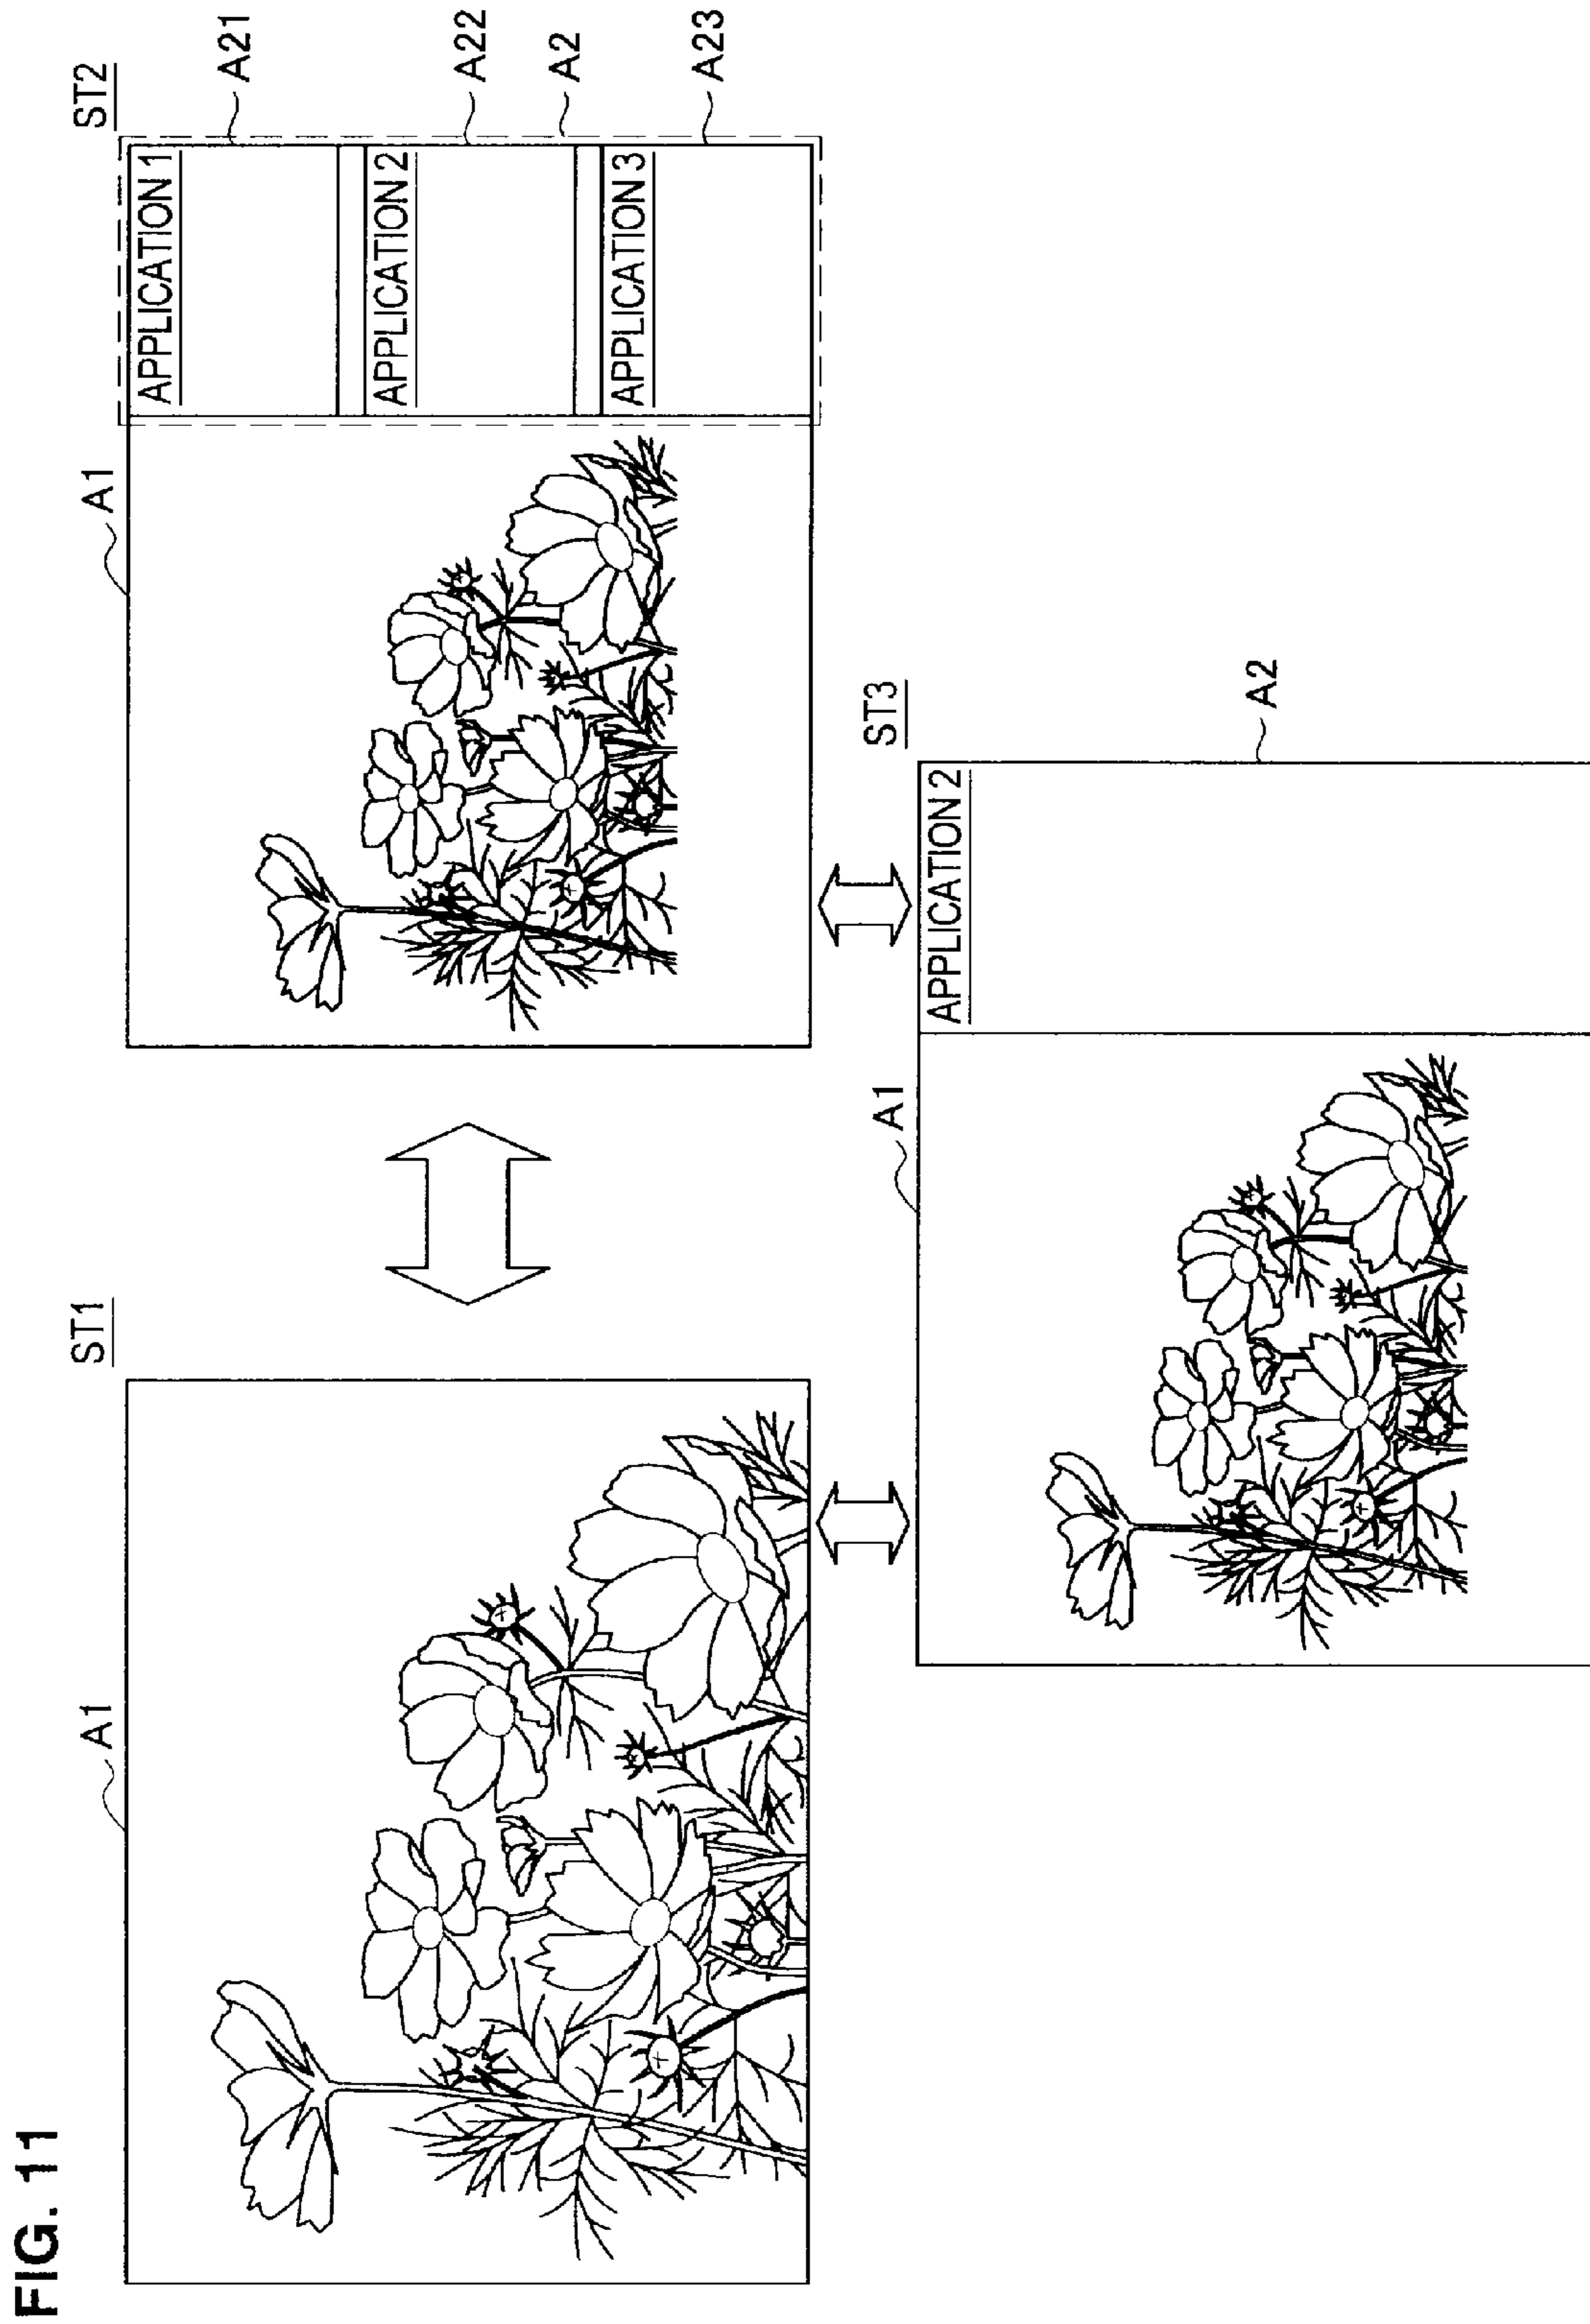 FIG. 11
ST1
A1
ST2
A1
APPLICATION 1
A21
APPLICATION 2
A22
A2
APPLICATION 3
A23
ST3
A1
APPLICATION 2
A2